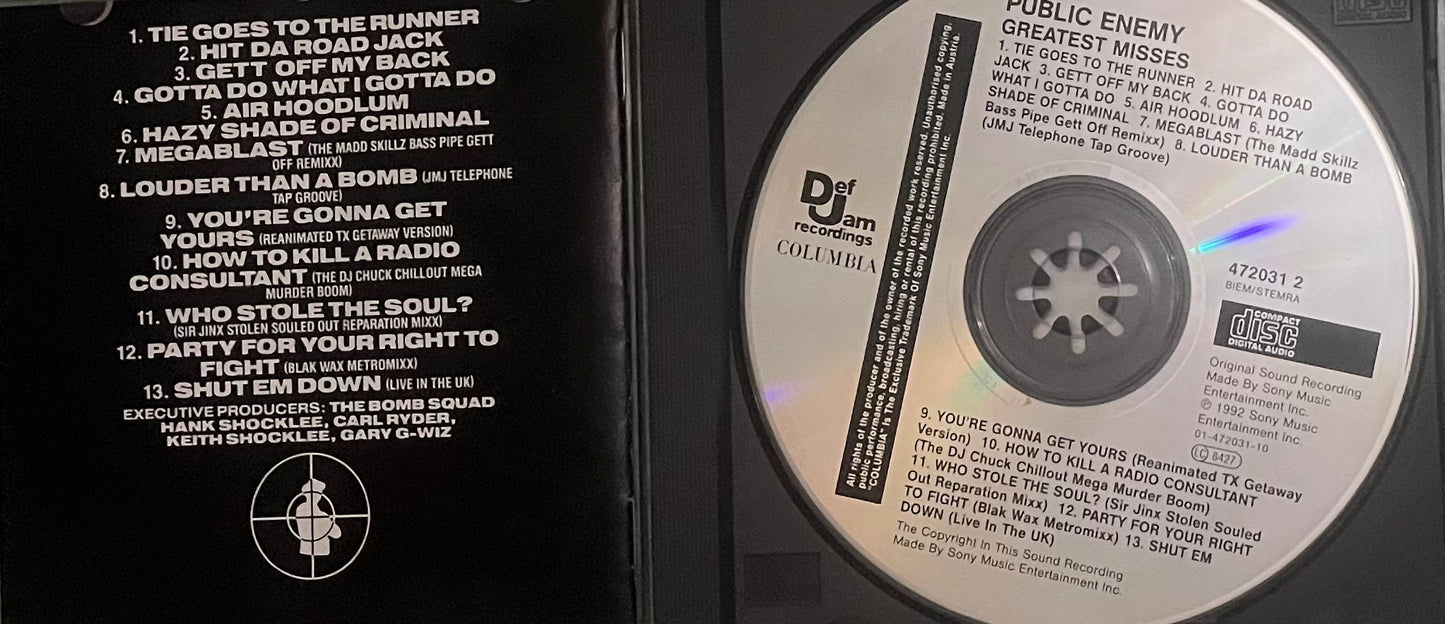 1. TIE GOES TO THE RUNNER
2. HIT DA ROAD JACK
3. GETT OFF MY BACK
4. GOTTA DO WHAT I GOTTA DO
5. AIR HOODLUM
6. HAZY SHADE OF CRIMINAL
7. MEGABLAST (THE MADD SKILLZ BASS PIPE GETT
OFF REMIXX)
8. LOUDER THAN A BOMB (JMJ TELEPHONE
TAP GROOVE)
9. YOU'RE GONNA GET
YOURS (REANIMATED TX GETAWAY VERSION)
10. HOW TO KILL A RADIO
CONSULTANT (THE DJ CHUCK CHILLOUT MEGA
MURDER BOOM)
11. WHO STOLE THE SOUL?
(SIR JINX STOLEN SOULED OUT REPARATION MIXX)
12. PARTY FOR YOUR RIGHT TO
FIGHT (BLAK WAX METROMIXX)
13. SHUT EM DOWN (LIVE IN THE UK)
EXECUTIVE PRODUCERS: THE BOMB SQUAD
HANK SHOCKLEE, CARL RYDER,
KEITH SHOCKLEE, GARY G-WIZ
PUBLIC ENEMY
GREATEST MISSES
1. TIE GOES TO THE RUNNER 2. HIT DA ROAD
JACK 3. GETT OFF MY BACK 4. GOTTA DO
WHAT I GOTTA DO 5. AIR HOODLUM 6. HAZY
SHADE OF CRIMINAL 7. MEGABLAST (The Madd Skillz
Bass Pipe Gett Off Remixx) 8. LOUDER THAN A BOMB
(JMJ Telephone Tap Groove)
Def
Jam
recordings
COLUMBIA
All rights of the producer and of the owner of the recorded work reserved. Unauthorised copying,
public performance, broadcasting, hiring or rental of this recording prohibited. Made in Austria.
"COLUMBIA" Is The Exclusive Trademark Of Sony Music Entertainment Inc.
472031 2
BIEM/STEMRA
COMPACT
disc
DIGITAL AUDIO
Original Sound Recording
Made By Sony Music
Entertainment Inc.
℗ 1992 Sony Music
Entertainment Inc.
01-472031-10
LC 8427
9. YOU'RE GONNA GET YOURS (Reanimated TX Getaway
Version) 10. HOW TO KILL A RADIO CONSULTANT
(The DJ Chuck Chillout Mega Murder Boom)
11. WHO STOLE THE SOUL? (Sir Jinx Stolen Souled
Out Reparation Mixx) 12. PARTY FOR YOUR RIGHT
TO FIGHT (Blak Wax Metromixx) 13. SHUT EM
DOWN (Live In The UK)
The Copyright In This Sound Recording
Made By Sony Music Entertainment Inc.